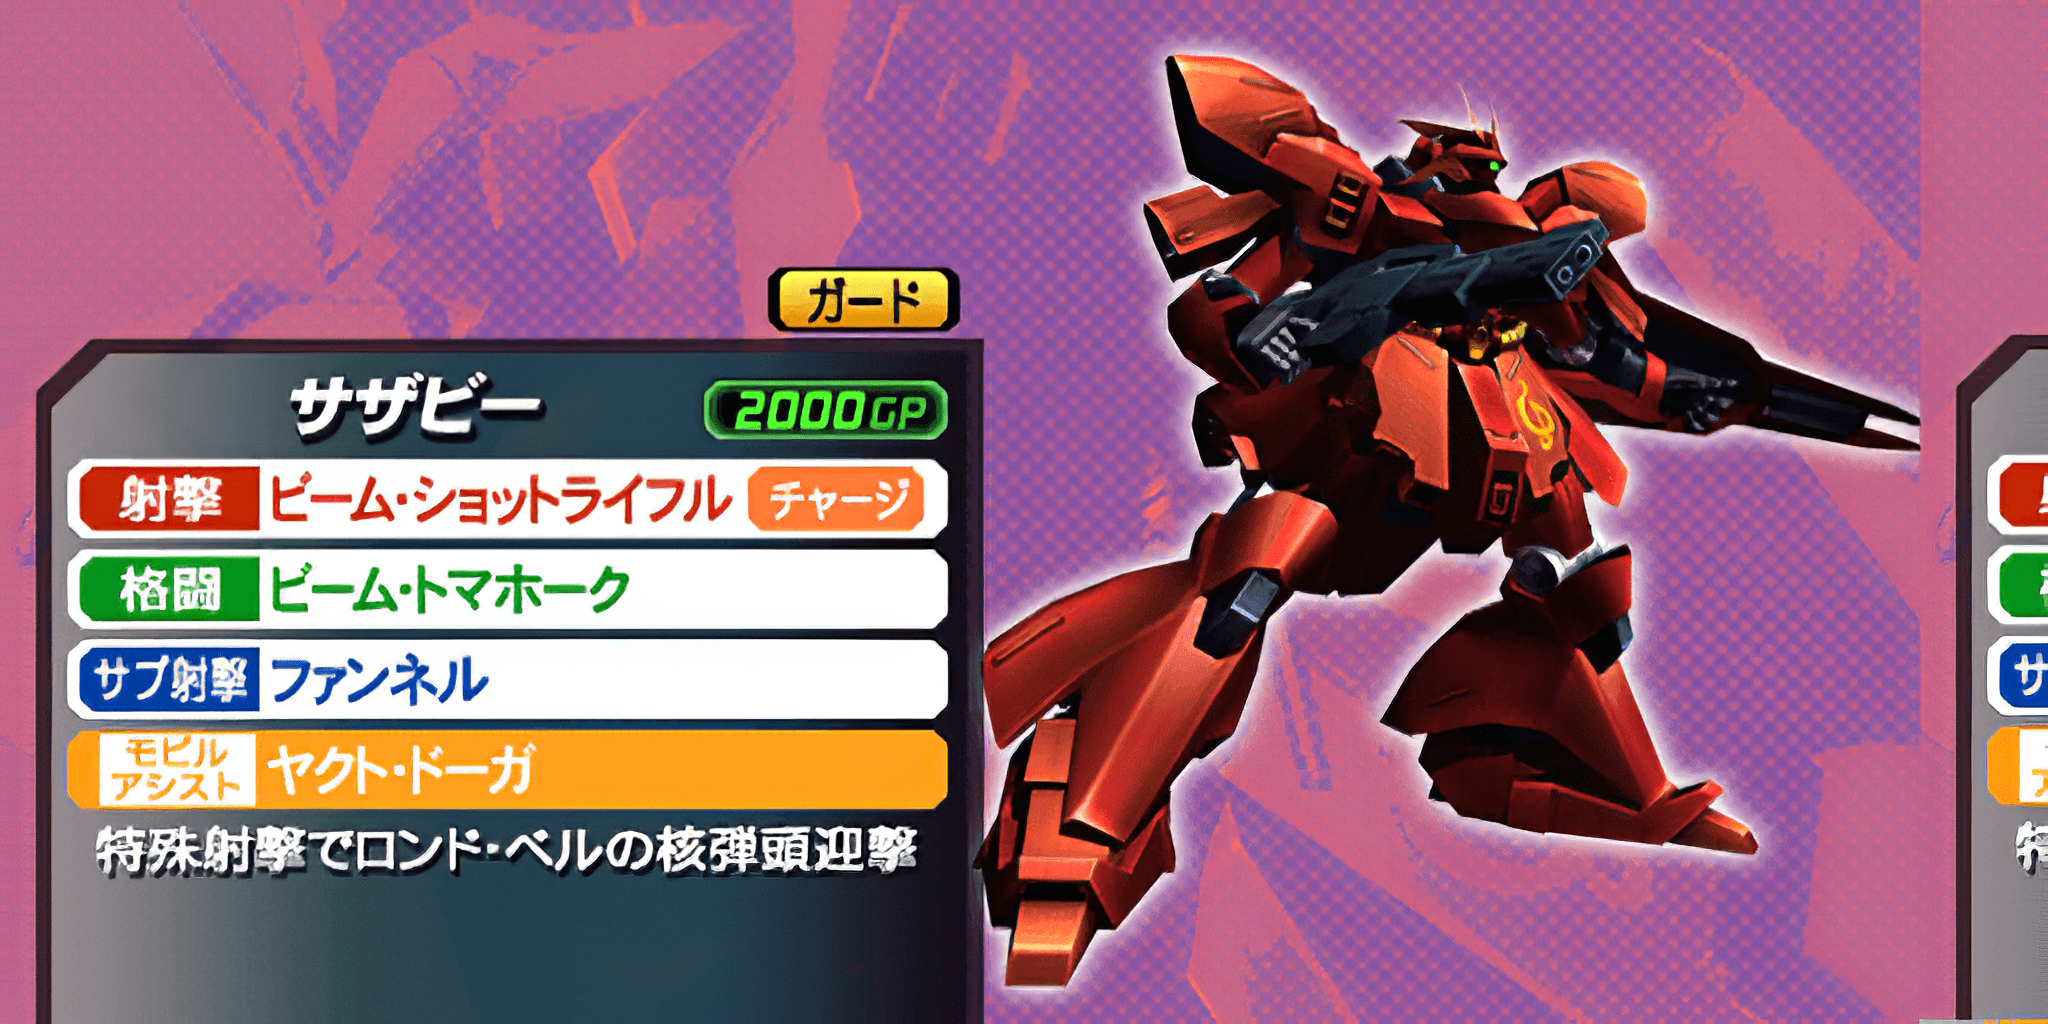 ガード
サザビー 2000GP
射撃 ビーム・ショットライフル チャージ
格闘 ビーム・トマホーク
サブ射撃 ファンネル
モビルアシスト ヤクト・ドーガ
特殊射撃でロンド・ベルの核弾頭迎撃